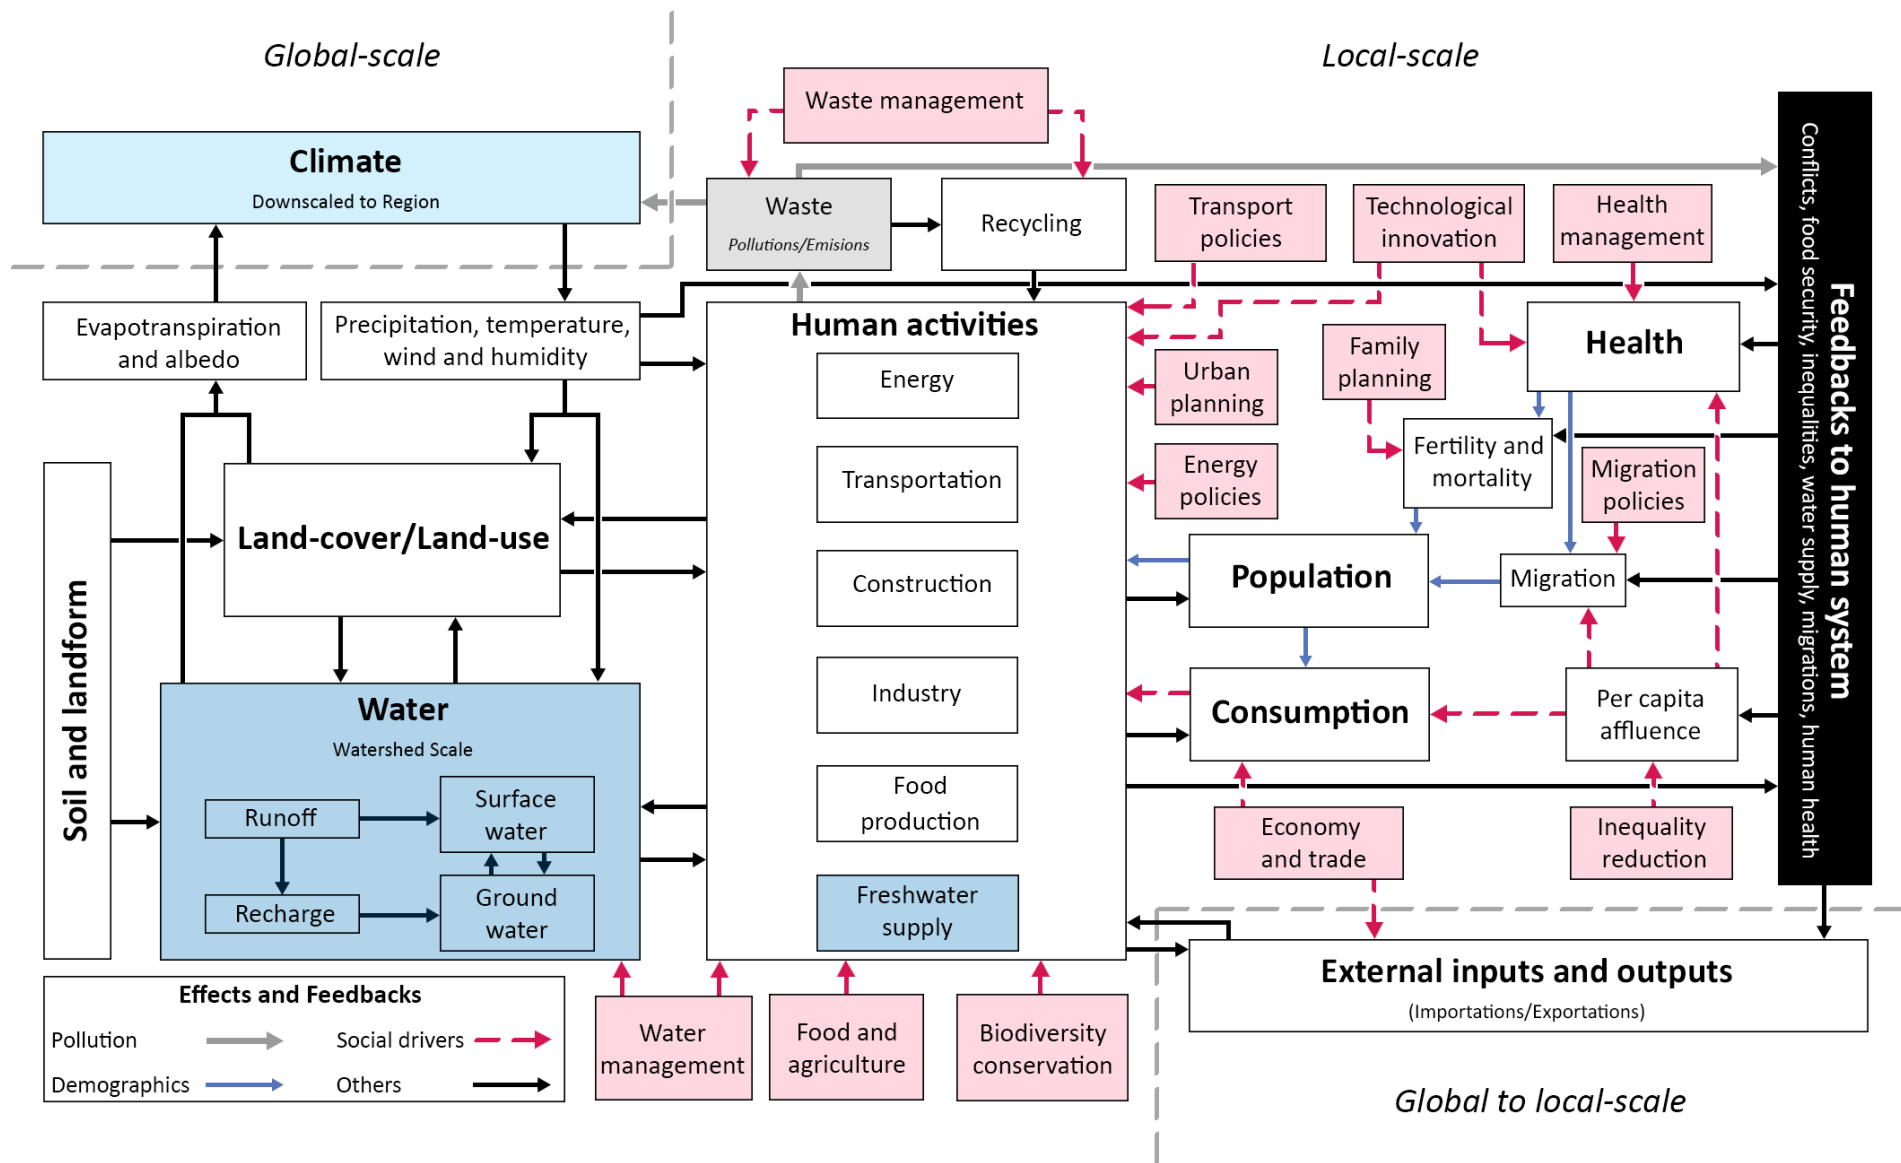 Global-scale
Local-scale
Waste management
Climate
Downscaled to Region
Waste
Pollutions/Emisions
Recycling
Transport
policies
Technological
innovation
Health
management
Evapotranspiration
and albedo
Precipitation, temperature,
wind and humidity
Human activities
Energy
Transportation
Construction
Industry
Food
production
Freshwater
supply
Urban
planning
Energy
policies
Family
planning
Health
Fertility and
mortality
Migration
policies
Population
Migration
Consumption
Per capita
affluence
Economy
and trade
Inequality
reduction
Feedbacks to human system
Conflicts, food security, inequalities, water supply, migrations, human health
Soil and landform
Land-cover/Land-use
Water
Watershed Scale
Runoff
Surface
water
Recharge
Ground
water
External inputs and outputs
(Importations/Exportations)
Effects and Feedbacks
Pollution
Social drivers
Demographics
Others
Water
management
Food and
agriculture
Biodiversity
conservation
Global to local-scale